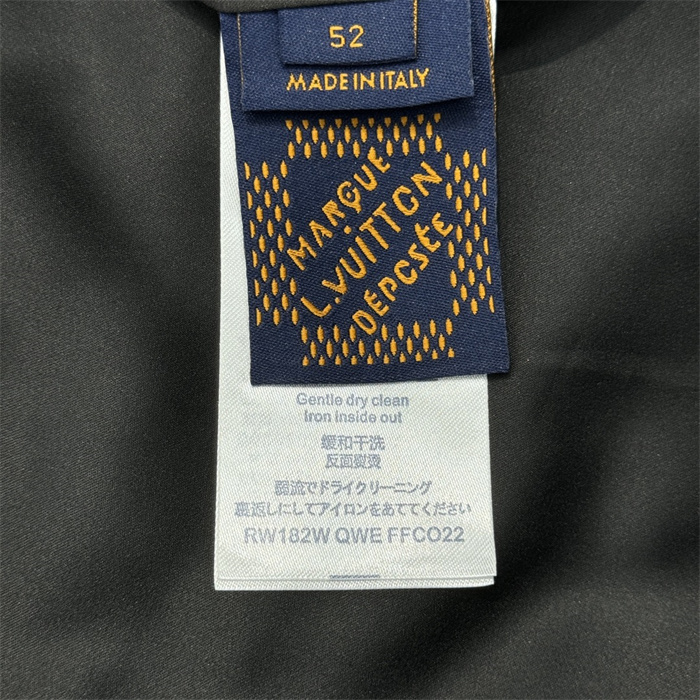 52
MADE IN ITALY
MARQUE
L.VUITTON
DÉPOSÉE
Gentle dry clean
Iron inside out
缓和干洗
反面熨烫
弱流でドライクリーニング
裏返しにしてアイロンをあててください
RW182W QWE FFCO22